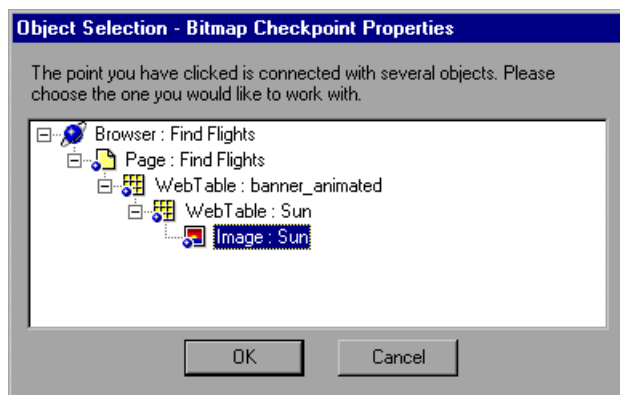 Object Selection - Bitmap Checkpoint Properties
The point you have clicked is connected with several objects. Please
choose the one you would like to work with.
Browser : Find Flights
Page : Find Flights
WebTable : banner_animated
WebTable : Sun
Image : Sun
OK Cancel